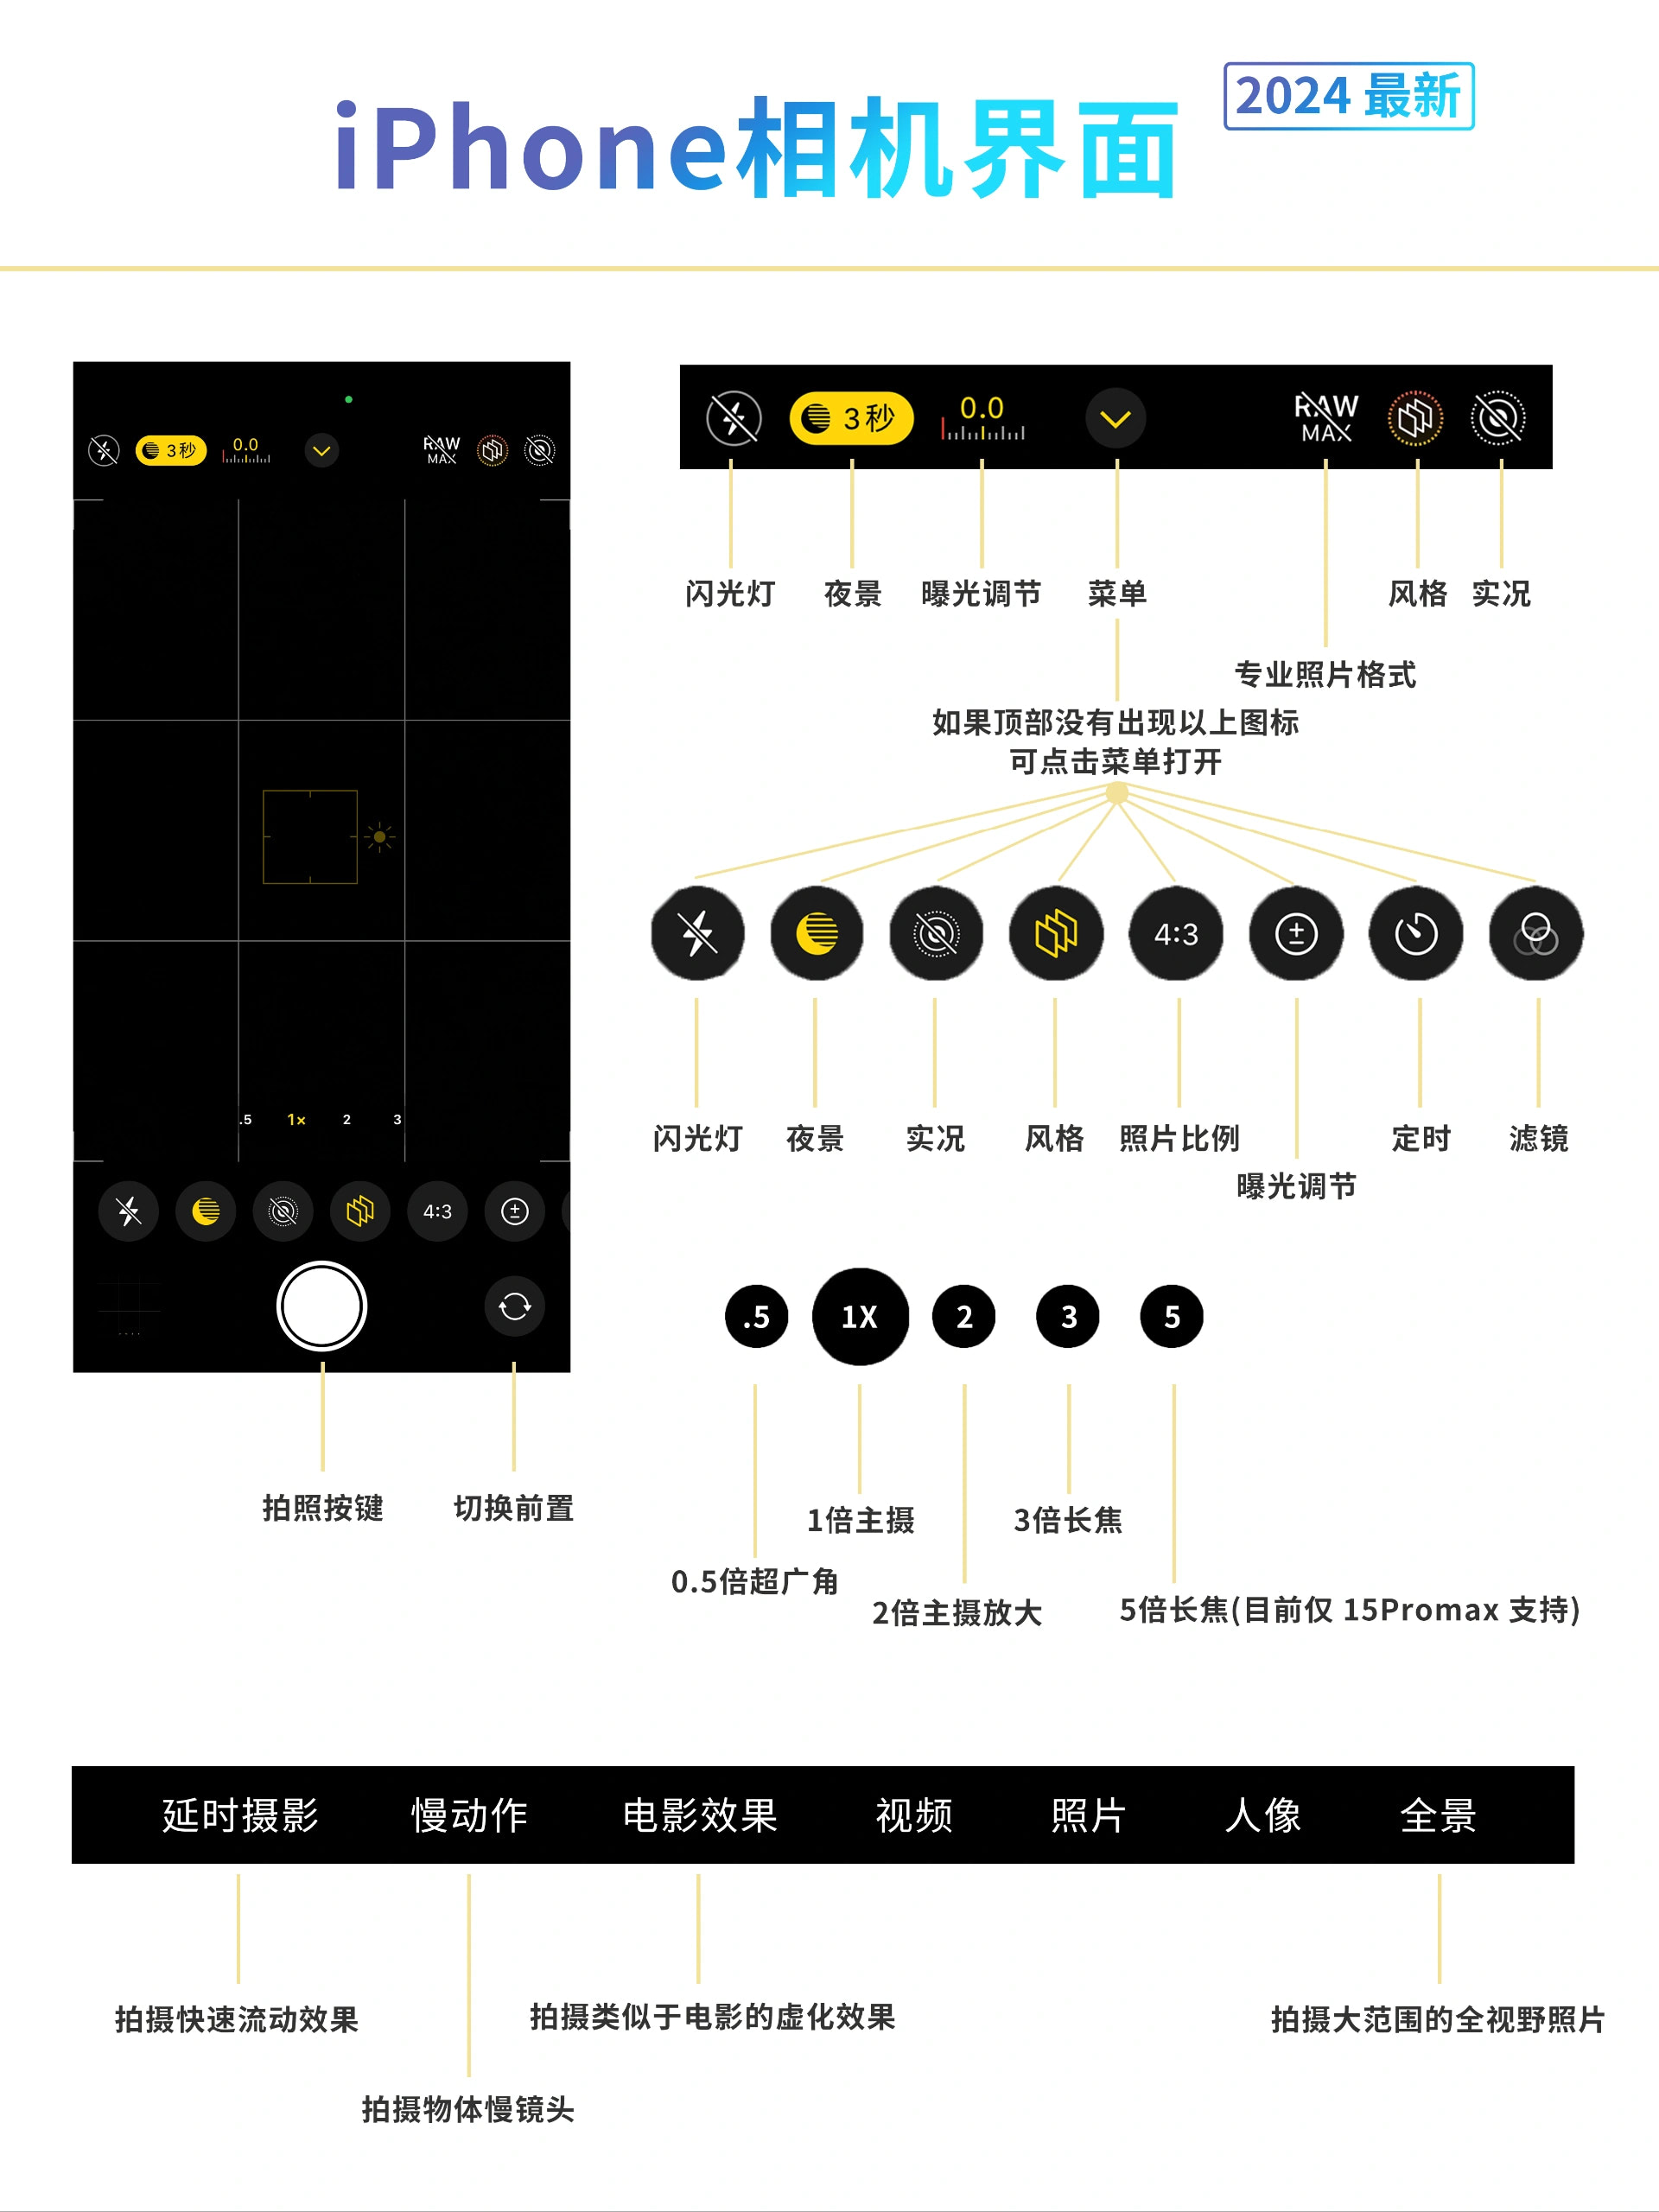 iPhone相机界面
2024 最新
3秒
0.0
RAW
MAX
.5 1× 2 3
4:3
拍照按键
切换前置
3秒
0.0
RAW
MAX
闪光灯
夜景
曝光调节
菜单
风格
实况
专业照片格式
如果顶部没有出现以上图标
可点击菜单打开
4:3
闪光灯
夜景
实况
风格
照片比例
定时
滤镜
曝光调节
.5 1X 2 3 5
1倍主摄
3倍长焦
0.5倍超广角
2倍主摄放大
5倍长焦(目前仅 15Promax 支持)
延时摄影 慢动作 电影效果 视频 照片 人像 全景
拍摄快速流动效果
拍摄类似于电影的虚化效果
拍摄大范围的全视野照片
拍摄物体慢镜头